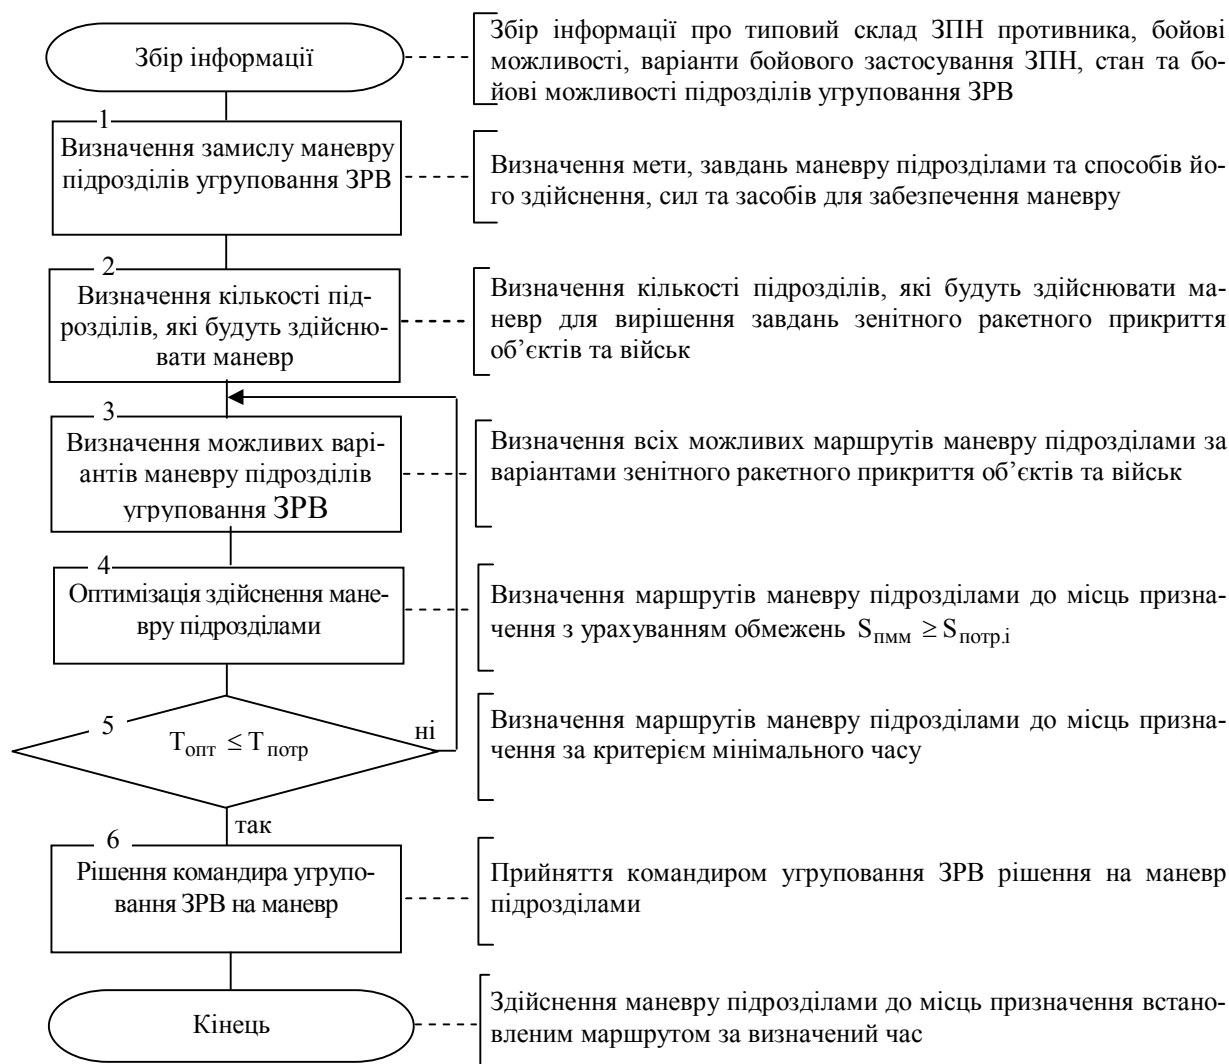 Збір інформації
Збір інформації про типовий склад ЗПН противника, бойові
можливості, варіанти бойового застосування ЗПН, стан та бо-
йові можливості підрозділів угруповання ЗРВ
1
Визначення замислу маневру
підрозділів угруповання ЗРВ
Визначення мети, завдань маневру підрозділами та способів йо-
го здійснення, сил та засобів для забезпечення маневру
2
Визначення кількості під-
розділів, які будуть здійсню-
вати маневр
Визначення кількості підрозділів, які будуть здійснювати ма-
невр для вирішення завдань зенітного ракетного прикриття
об’єктів та військ
3
Визначення можливих варі-
антів маневру підрозділів
угруповання ЗРВ
Визначення всіх можливих маршрутів маневру підрозділами за
варіантами зенітного ракетного прикриття об’єктів та військ
4
Оптимізація здійснення мане-
вру підрозділами
Визначення маршрутів маневру підрозділами до місць призна-
чення з урахуванням обмежень S пмм ≥ S потр.і
5
T опт ≤ T потр
ні
Визначення маршрутів маневру підрозділами до місць призна-
чення за критерієм мінімального часу
так
6
Рішення командира угрупо-
вання ЗРВ на маневр
Прийняття командиром угруповання ЗРВ рішення на маневр
підрозділами
Кінець
Здійснення маневру підрозділами до місць призначення встано-
вленим маршрутом за визначений час